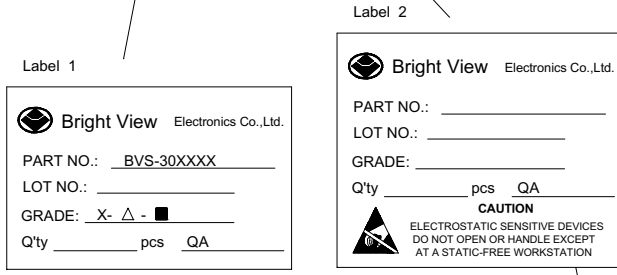 Label 1
Bright View Electronics Co.,Ltd.
PART NO.: BVS-30XXXX
LOT NO.:
GRADE: X- △ - ■
Q'ty pcs QA
Label 2
Bright View Electronics Co.,Ltd.
PART NO.:
LOT NO.:
GRADE:
Q'ty pcs QA
CAUTION
ELECTROSTATIC SENSITIVE DEVICES
DO NOT OPEN OR HANDLE EXCEPT
AT A STATIC-FREE WORKSTATION